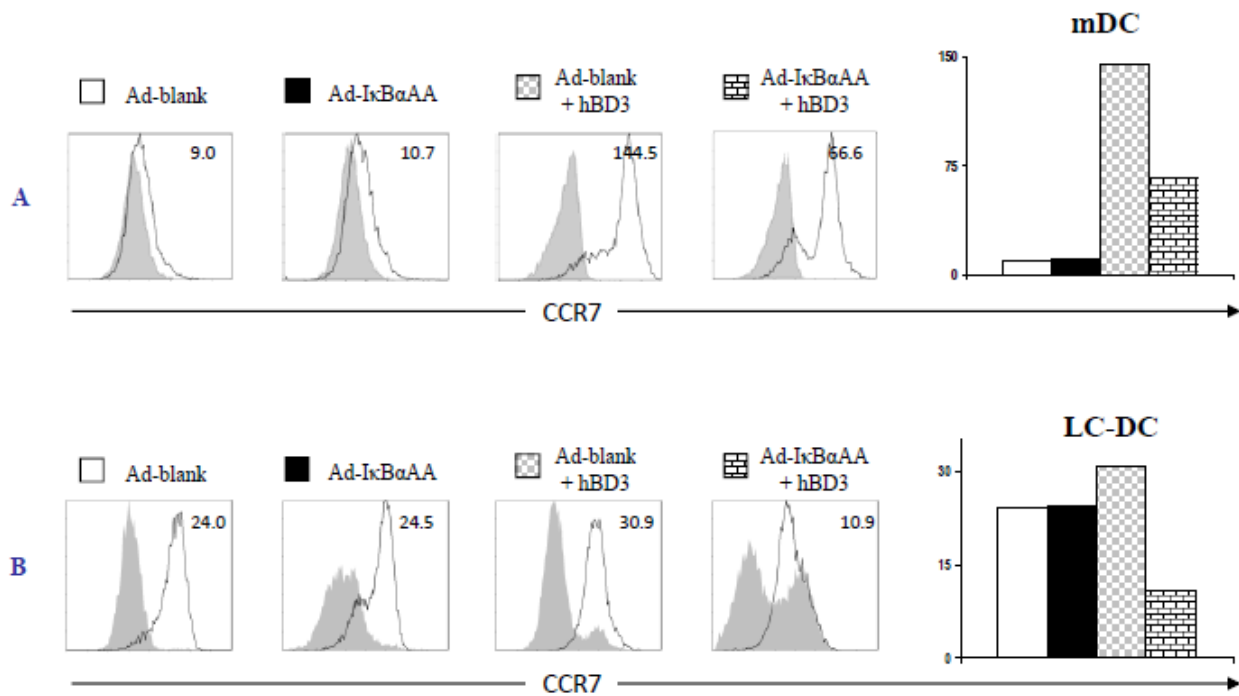 mDC
Ad-blank
Ad-IκBαAA
Ad-blank
+ hBD3
Ad-IκBαAA
+ hBD3
A
9.0
10.7
144.5
66.6
150
75
0
CCR7
LC-DC
Ad-blank
Ad-IκBαAA
Ad-blank
+ hBD3
Ad-IκBαAA
+ hBD3
B
24.0
24.5
30.9
10.9
30
15
0
CCR7